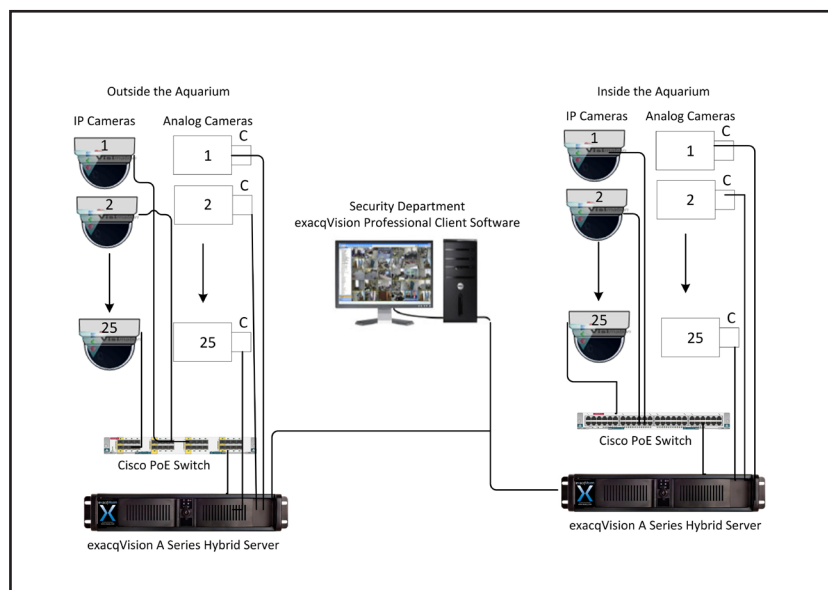 Outside the Aquarium
IP Cameras
Analog Cameras
1
C
1
2
C
2
25
C
25
Cisco PoE Switch
X
exacqVision A Series Hybrid Server
Security Department
exacqVision Professional Client Software
Inside the Aquarium
IP Cameras
Analog Cameras
1
C
1
2
C
2
25
C
25
Cisco PoE Switch
X
exacqVision A Series Hybrid Server